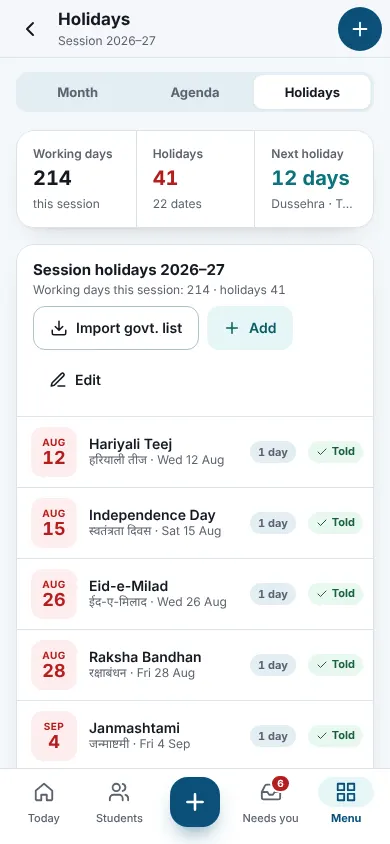 Holidays
Session 2026–27
Month Agenda Holidays
Working days Holidays Next holiday
214 41 12 days
this session 22 dates Dussehra · T...
Session holidays 2026–27
Working days this session: 214 · holidays 41
Import govt. list Add
Edit
AUG 12
Hariyali Teej
हरियाली तीज · Wed 12 Aug
1 day Told
AUG 15
Independence Day
स्वतंत्रता दिवस · Sat 15 Aug
1 day Told
AUG 26
Eid-e-Milad
ईद-ए-मिलाद · Wed 26 Aug
1 day Told
AUG 28
Raksha Bandhan
रक्षाबंधन · Fri 28 Aug
1 day Told
SEP 4
Janmashtami
जन्माष्टमी · Fri 4 Sep
1 day Told
6
Today Students Needs you Menu